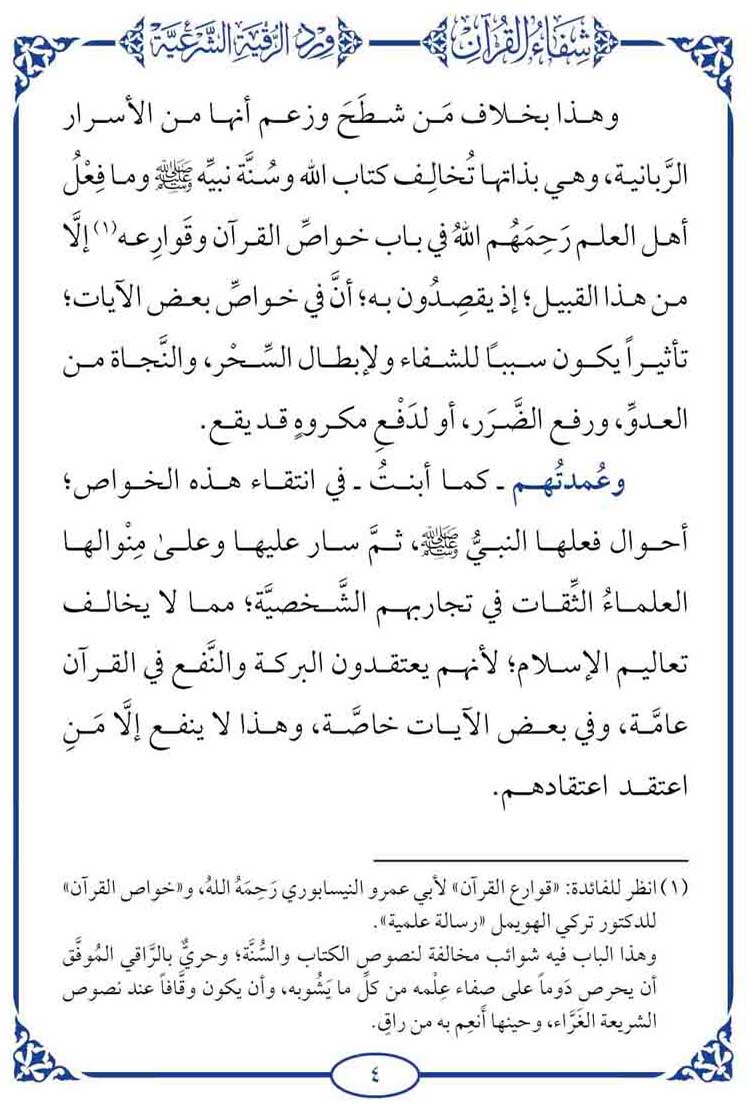 شِفَاءُ القُرْآنِ
وِرْدُ الرُّقْيَةِ الشَّرْعِيَّةِ
وهذا بخلاف مَن شطَحَ وزعم أنها من الأسرار
الرَّبانية، وهي بذاتها تُخالِف كتاب الله وسُنَّة نبيِّه ﷺ وما فِعْلُ
أهل العلم رَحِمَهُم اللهُ في باب خواصِّ القرآن وقَوارِعه(١) إلَّا
من هذا القبيل؛ إذ يقصِدُون به؛ أنَّ في خواصِّ بعض الآيات؛
تأثيراً يكون سبباً للشفاء ولإبطال السِّحْر، والنَّجاة من
العدوِّ، ورفع الضَّرَر، أو لدَفْعِ مكروهٍ قد يقع.
وعُمدتُهم ـ كما أبنتُ ـ في انتقاء هذه الخواص؛
أحوال فعلها النبيُّ ﷺ، ثمَّ سار عليها وعلىٰ مِنْوالها
العلماءُ الثِّقات في تجاربهم الشَّخصيَّة؛ مما لا يخالف
تعاليم الإسلام؛ لأنهم يعتقدون البركة والنَّفع في القرآن
عامَّة، وفي بعض الآيات خاصَّة، وهذا لا ينفع إلَّا مَنِ
اعتقد اعتقادهم.
(١) انظر للفائدة: «قوارع القرآن» لأبي عمرو النيسابوري رَحِمَهُ اللهُ، و«خواص القرآن»
للدكتور تركي الهويمل «رسالة علمية».
وهذا الباب فيه شوائب مخالفة لنصوص الكتاب والسُّنَّة؛ وحريٌّ بالرَّاقي المُوفَّق
أن يحرص دَوماً على صفاء عِلْمه من كلِّ ما يَشُوبه، وأن يكون وقَّافاً عند نصوص
الشريعة الغَرَّاء، وحينها أَنعِم به من راقٍ.
٤